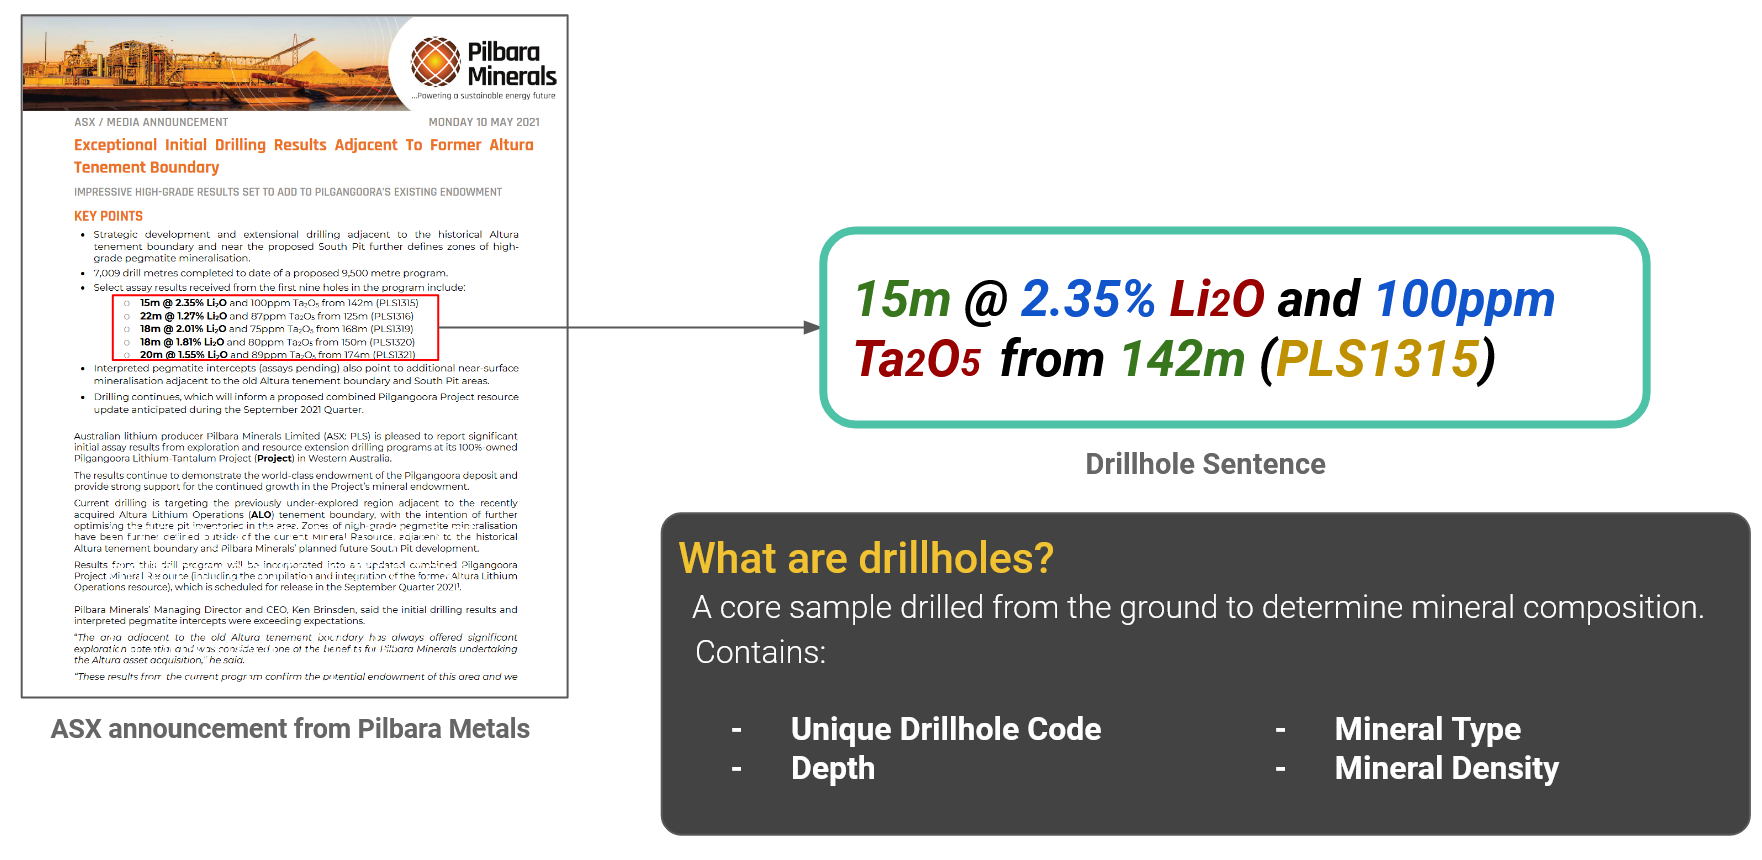 Pilbara
Minerals
...Powering a sustainable energy future
ASX / MEDIA ANNOUNCEMENT MONDAY 10 MAY 2021
Exceptional Initial Drilling Results Adjacent To Former Altura
Tenement Boundary
IMPRESSIVE HIGH-GRADE RESULTS SET TO ADD TO PILGANGOORA'S EXISTING ENDOWMENT
KEY POINTS
• Strategic development and extensional drilling adjacent to the historical Altura
tenement boundary and near the proposed South Pit further defines zones of high-
grade pegmatite mineralisation.
• 7,009 drill metres completed to date of a proposed 9,500 metre program.
• Select assay results received from the first nine holes in the program include:
○ 15m @ 2.35% Li₂O and 100ppm Ta₂O₅ from 142m (PLS1315)
○ 22m @ 1.27% Li₂O and 87ppm Ta₂O₅ from 125m (PLS1316)
○ 18m @ 2.01% Li₂O and 75ppm Ta₂O₅ from 168m (PLS1319)
○ 18m @ 1.81% Li₂O and 80ppm Ta₂O₅ from 150m (PLS1320)
○ 20m @ 1.55% Li₂O and 89ppm Ta₂O₅ from 174m (PLS1321)
• Interpreted pegmatite intercepts (assays pending) also point to additional near-surface
mineralisation adjacent to the old Altura tenement boundary and South Pit areas.
• Drilling continues, which will inform a proposed combined Pilgangoora Project resource
update anticipated during the September 2021 Quarter.
Australian lithium producer Pilbara Minerals Limited (ASX: PLS) is pleased to report significant
initial assay results from exploration and resource extension drilling programs at its 100%-owned
Pilgangoora Lithium-Tantalum Project (Project) in Western Australia.
The results continue to demonstrate the world-class endowment of the Pilgangoora deposit and
provide strong support for the continued growth in the Project's mineral endowment.
Current drilling is targeting the previously under-explored region adjacent to the recently
acquired Altura Lithium Operations (ALO) tenement boundary, with the intention of further
optimising the future pit inventories in the area. Zones of high-grade pegmatite mineralisation
have been further defined outside of the current Mineral Resource, adjacent to the historical
Altura tenement boundary and Pilbara Minerals' planned future South Pit development.
Results from this drill program will be incorporated into an updated combined Pilgangoora
Project Mineral Resource (including the compilation and integration of the former Altura Lithium
Operations resource), which is scheduled for release in the September Quarter 2021¹.
Pilbara Minerals' Managing Director and CEO, Ken Brinsden, said the initial drilling results and
interpreted pegmatite intercepts were exceeding expectations.
"The area adjacent to the old Altura tenement boundary has always offered significant
exploration potential and was considered one of the benefits for Pilbara Minerals undertaking
the Altura asset acquisition," he said.
"These results from the current program confirm the potential endowment of this area and we
ASX announcement from Pilbara Metals
15m @ 2.35% Li2O and 100ppm
Ta2O5 from 142m (PLS1315)
Drillhole Sentence
What are drillholes?
A core sample drilled from the ground to determine mineral composition.
Contains:
- Unique Drillhole Code
- Depth
- Mineral Type
- Mineral Density